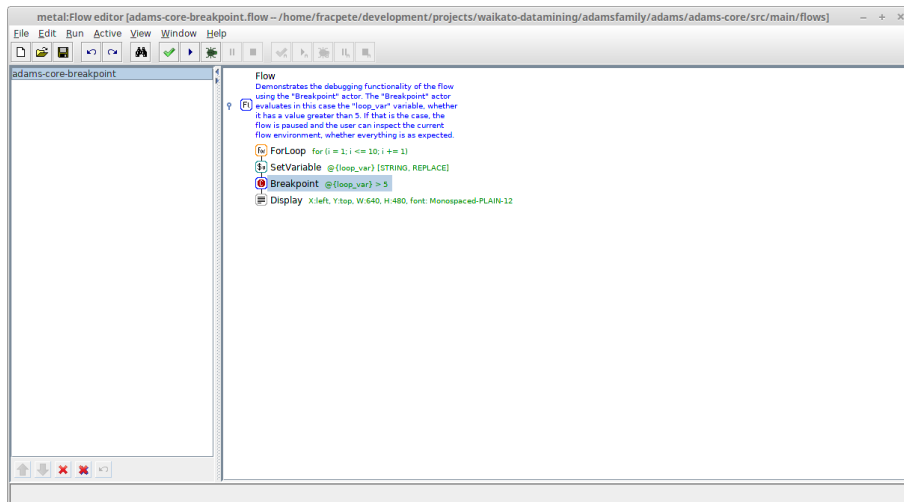 metal:Flow editor [adams-core-breakpoint.flow -- /home/fracpete/development/projects/waikato-datamining/adamsfamily/adams/adams-core/src/main/flows]
File Edit Run Active View Window Help
adams-core-breakpoint
Flow
Demonstrates the debugging functionality of the flow
using the "Breakpoint" actor. The "Breakpoint" actor
evaluates in this case the "loop_var" variable, whether
it has a value greater than 5. If that is the case, the
flow is paused and the user can inspect the current
flow environment, whether everything is as expected.
ForLoop for (i = 1; i <= 10; i += 1)
SetVariable @{loop_var} [STRING, REPLACE]
Breakpoint @{loop_var} > 5
Display X:left, Y:top, W:640, H:480, font: Monospaced-PLAIN-12